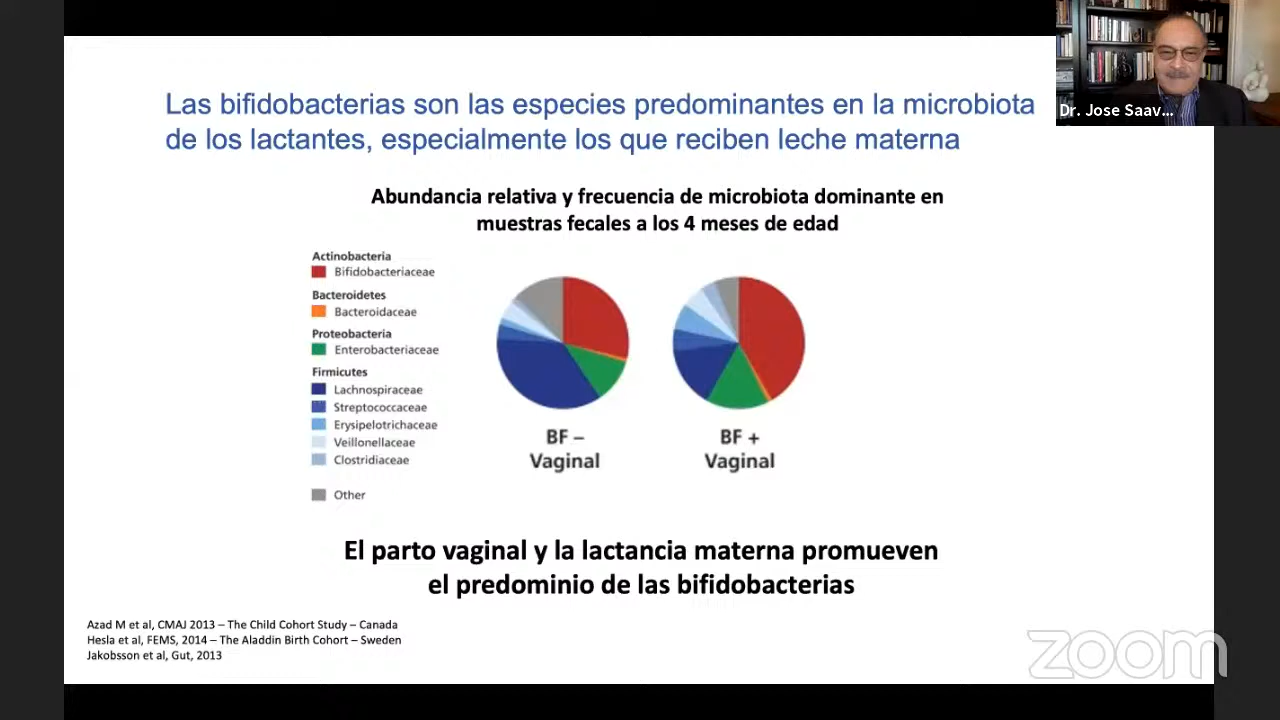 Las bifidobacterias son las especies predominantes en la microbiota
de los lactantes, especialmente los que reciben leche materna
Dr. Jose Saav...
Abundancia relativa y frecuencia de microbiota dominante en
muestras fecales a los 4 meses de edad
Actinobacteria
Bifidobacteriaceae
Bacteroidetes
Bacteroidaceae
Proteobacteria
Enterobacteriaceae
Firmicutes
Lachnospiraceae
Streptococcaceae
Erysipelotrichaceae
Veillonellaceae
Clostridiaceae
Other
BF –
Vaginal
BF +
Vaginal
El parto vaginal y la lactancia materna promueven
el predominio de las bifidobacterias
Azad M et al, CMAJ 2013 – The Child Cohort Study – Canada
Hesla et al, FEMS, 2014 – The Aladdin Birth Cohort – Sweden
Jakobsson et al, Gut, 2013
zoom